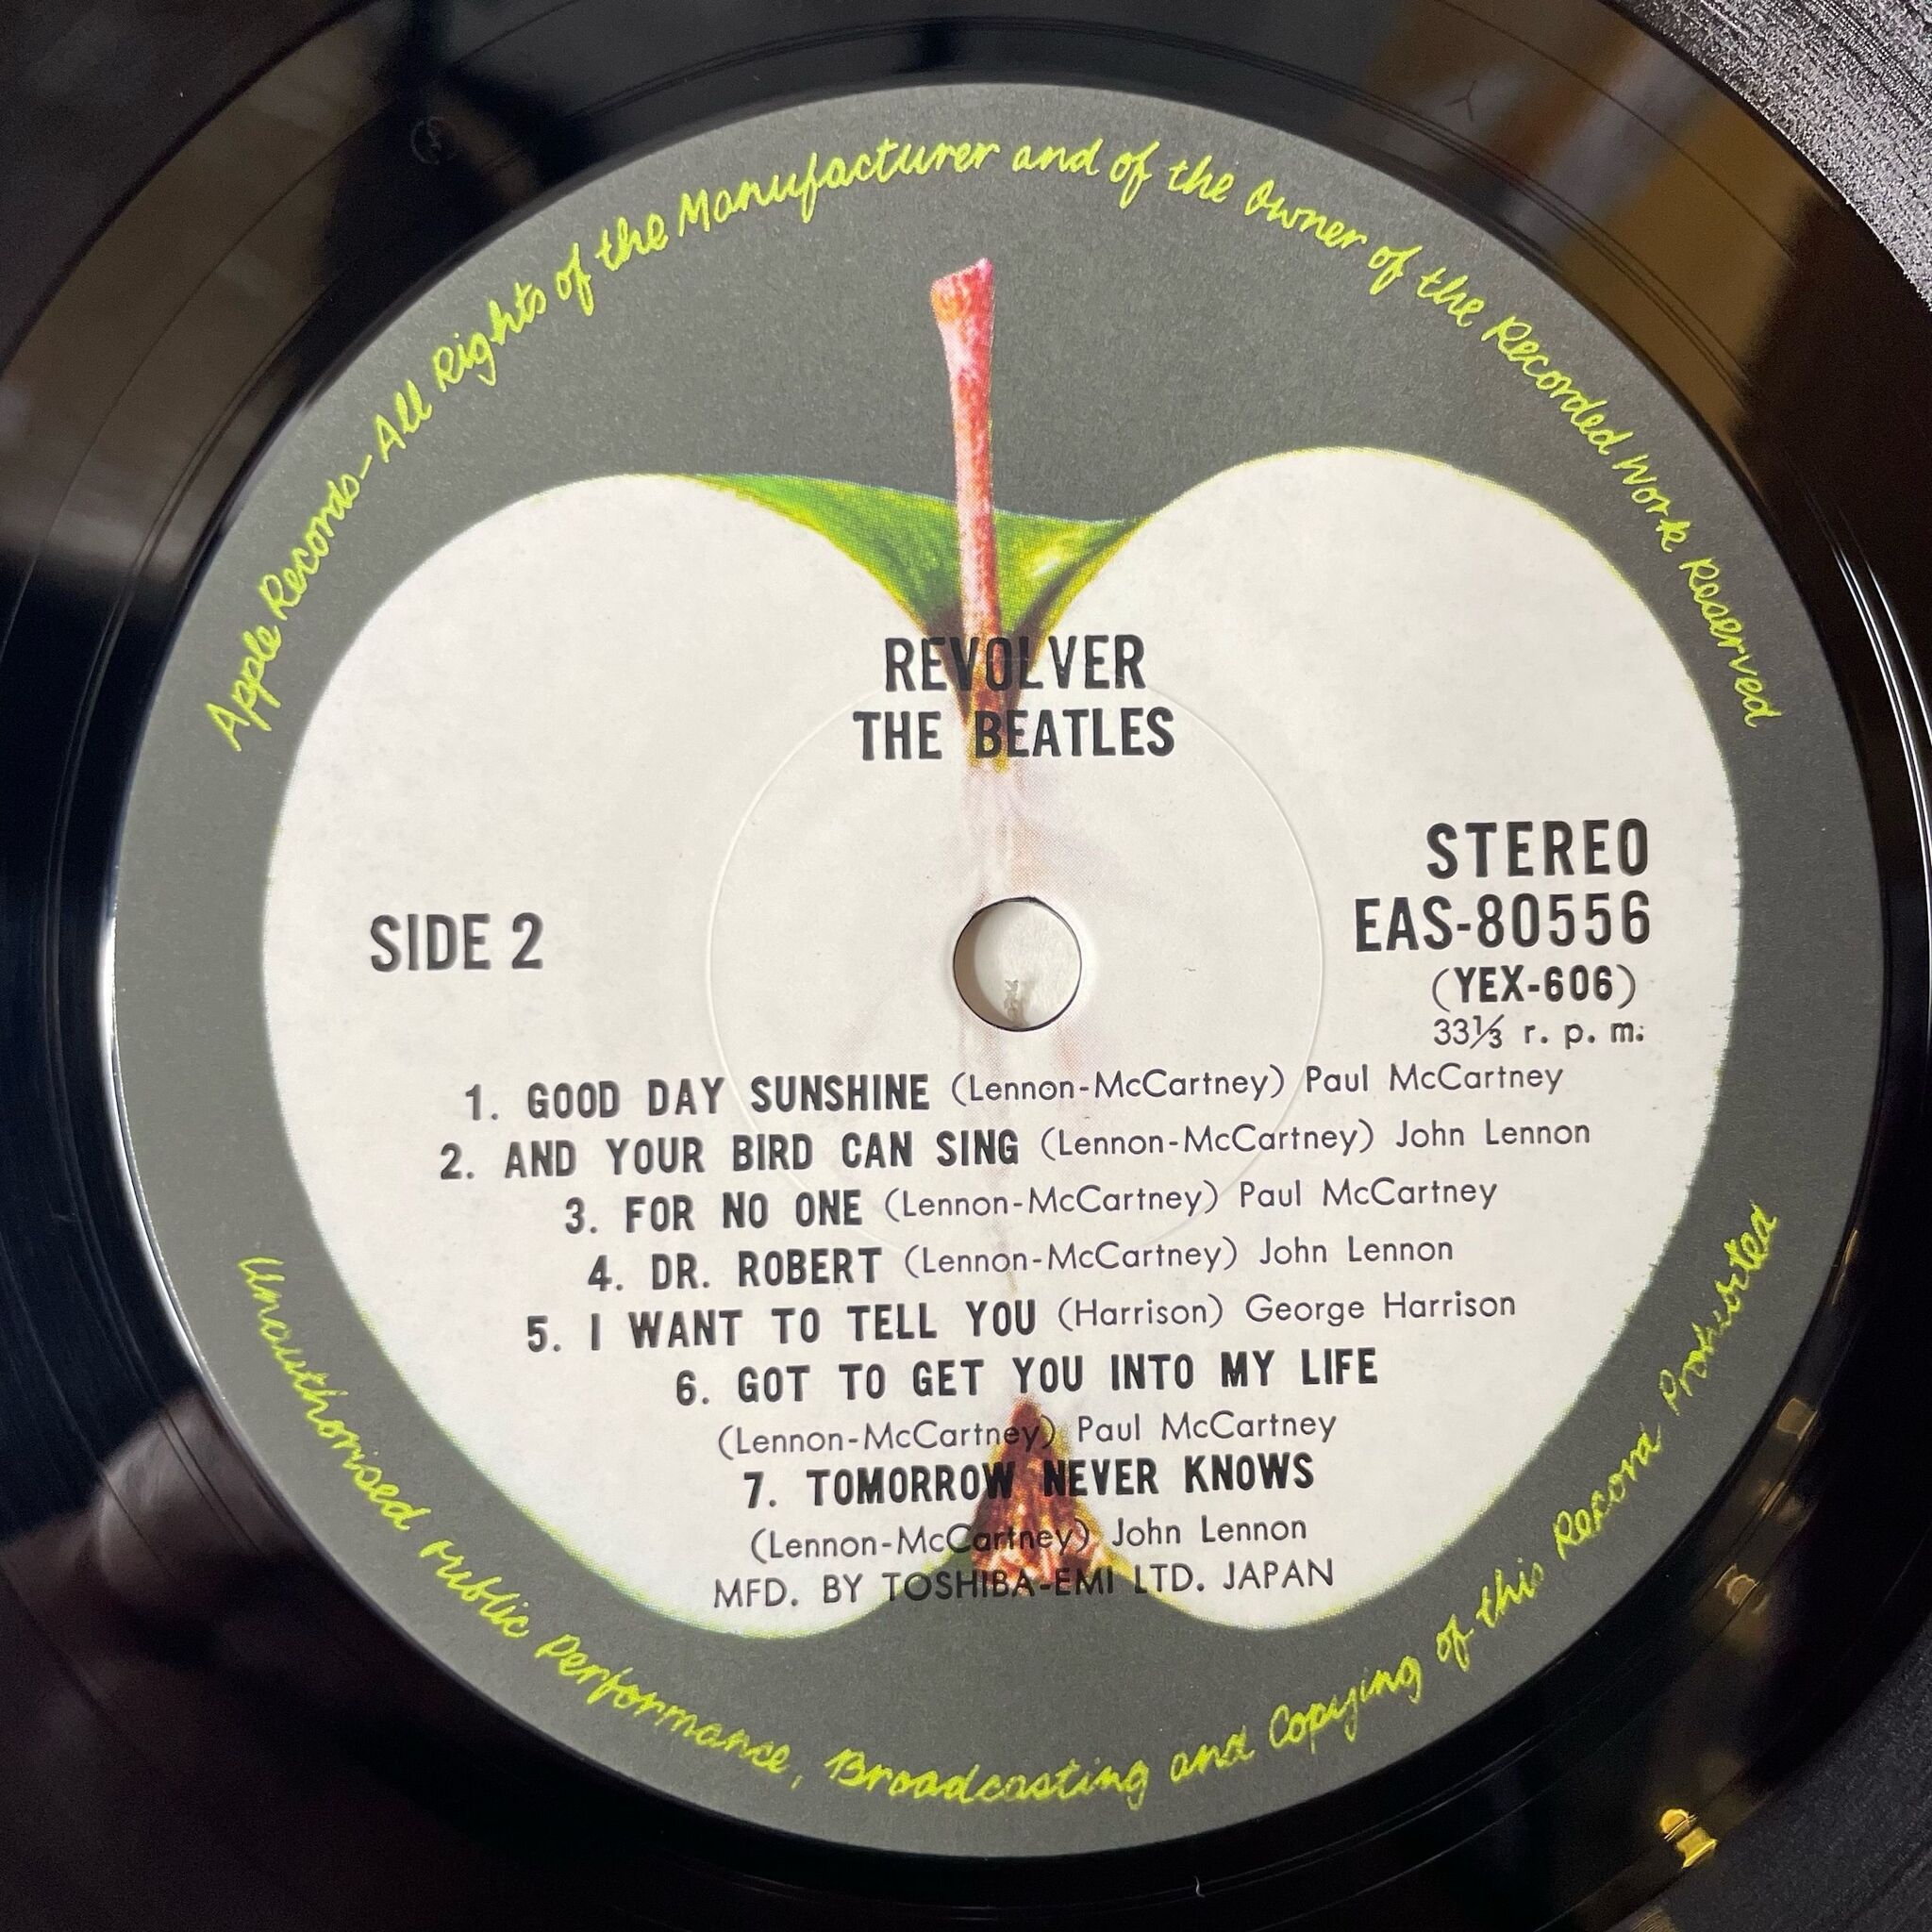 Apple Records-All Rights of the Manufacturer and of the Owner of the Recorded Work Reserved
REVOLVER
THE BEATLES
STEREO
EAS-80556
(YEX-606)
33⅓ r. p. m.
SIDE 2
1. GOOD DAY SUNSHINE (Lennon-McCartney) Paul McCartney
2. AND YOUR BIRD CAN SING (Lennon-McCartney) John Lennon
3. FOR NO ONE (Lennon-McCartney) Paul McCartney
4. DR. ROBERT (Lennon-McCartney) John Lennon
5. I WANT TO TELL YOU (Harrison) George Harrison
6. GOT TO GET YOU INTO MY LIFE
(Lennon-McCartney) Paul McCartney
7. TOMORROW NEVER KNOWS
(Lennon-McCartney) John Lennon
MFD. BY TOSHIBA-EMI LTD. JAPAN
Unauthorised Public Performance, Broadcasting and Copying of this Record Prohibited